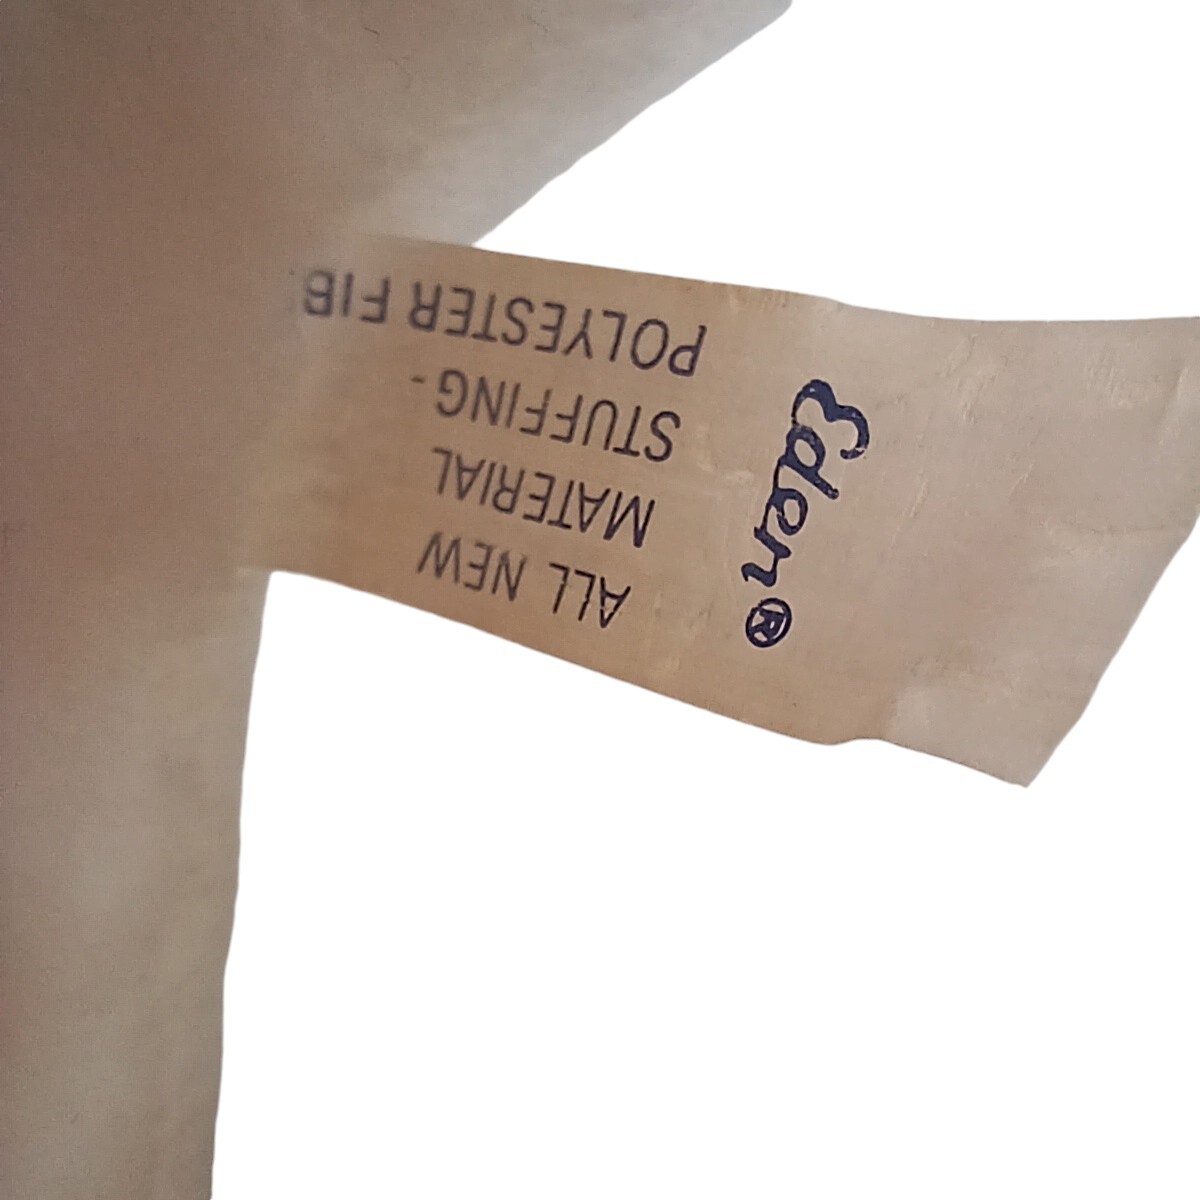 Eden®
ALL NEW
MATERIAL
STUFFING -
POLYESTER FIB